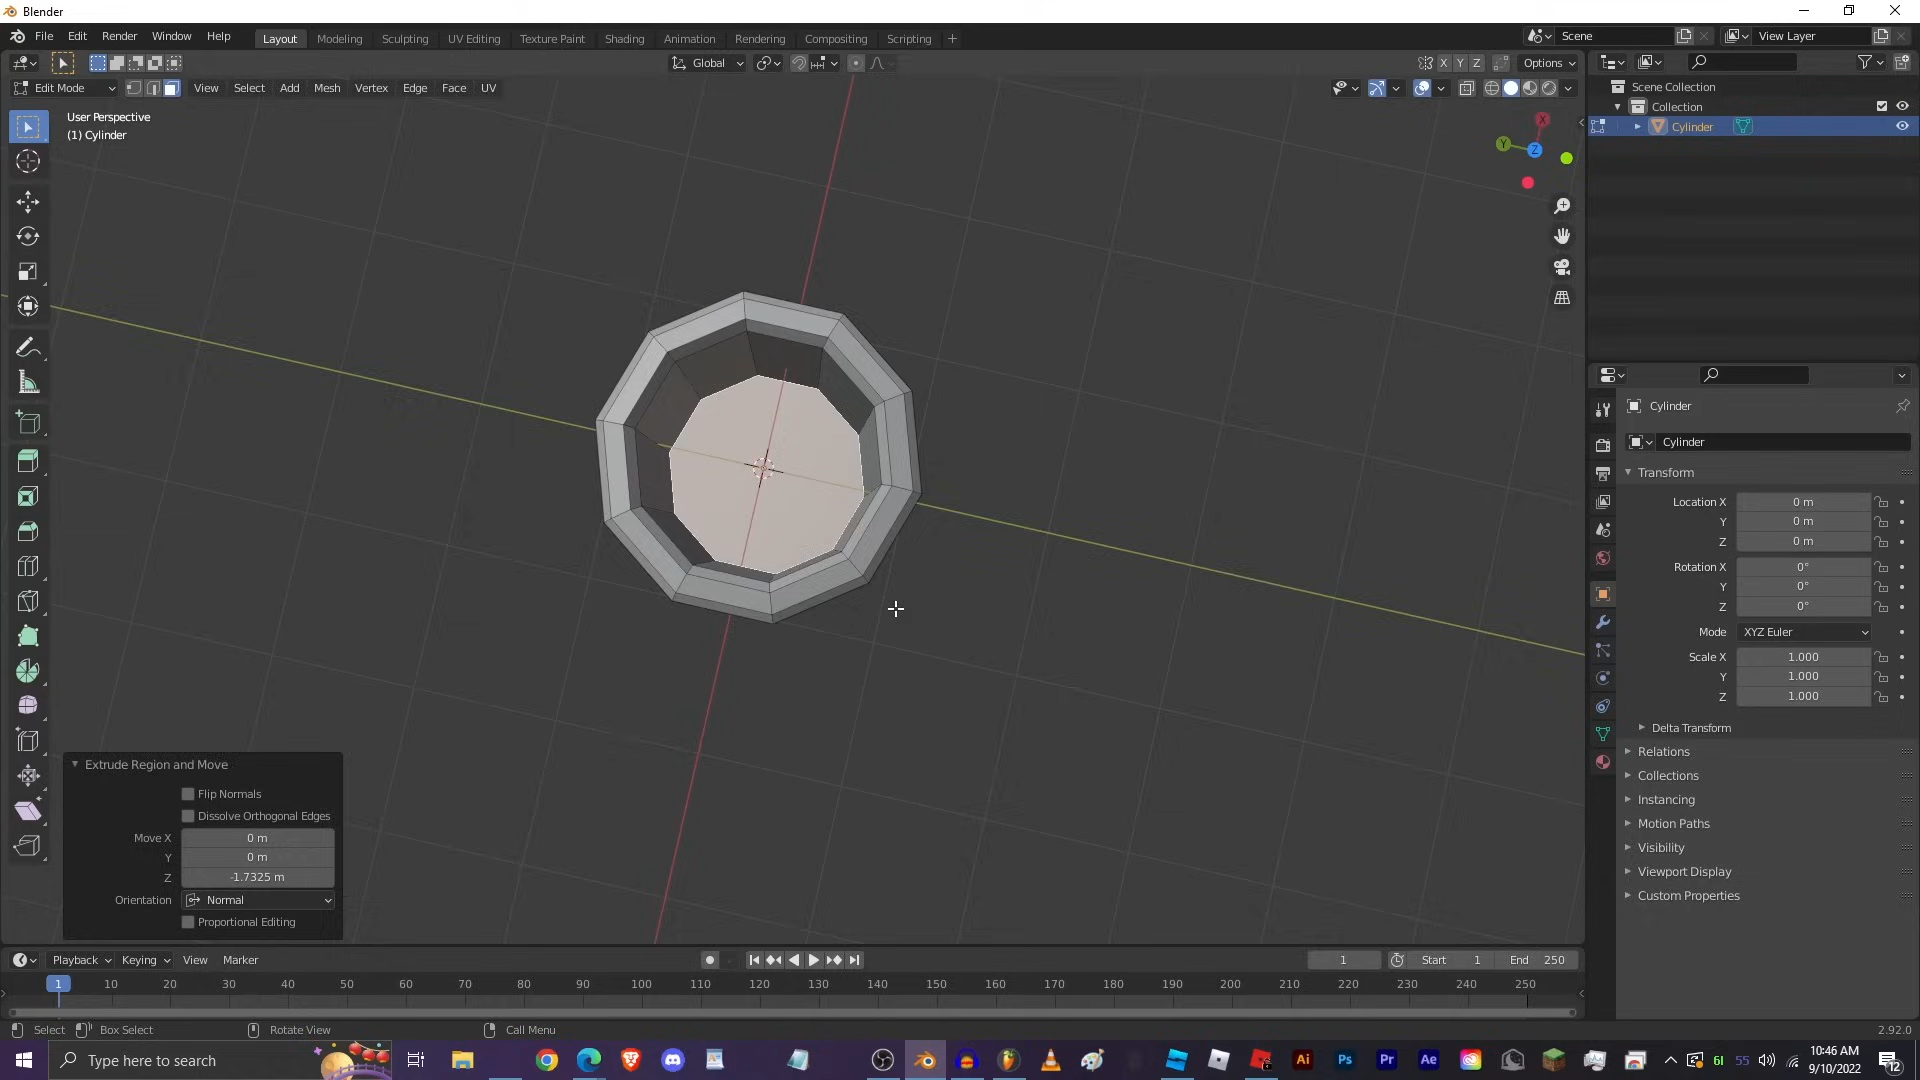 Blender
File Edit Render Window Help
Layout Modeling Sculpting UV Editing Texture Paint Shading Animation Rendering Compositing Scripting +
Scene
View Layer
Global
X Y Z
Options
Edit Mode
View Select Add Mesh Vertex Edge Face UV
User Perspective
(1) Cylinder
X
Y
Z
Scene Collection
Collection
Cylinder
Cylinder
Cylinder
Transform
Location X 0 m
Y 0 m
Z 0 m
Rotation X 0°
Y 0°
Z 0°
Mode XYZ Euler
Scale X 1.000
Y 1.000
Z 1.000
Delta Transform
Relations
Collections
Instancing
Motion Paths
Visibility
Viewport Display
Custom Properties
Extrude Region and Move
Flip Normals
Dissolve Orthogonal Edges
Move X 0 m
Y 0 m
Z -1.7325 m
Orientation Normal
Proportional Editing
Playback Keying View Marker
1
Start 1
End 250
1 10 20 30 40 50 60 70 80 90 100 110 120 130 140 150 160 170 180 190 200 210 220 230 240 250
Select Box Select Rotate View Call Menu
2.92.0
Type here to search
Ai Ps Pr Ae
61 55
10:46 AM
9/10/2022
12